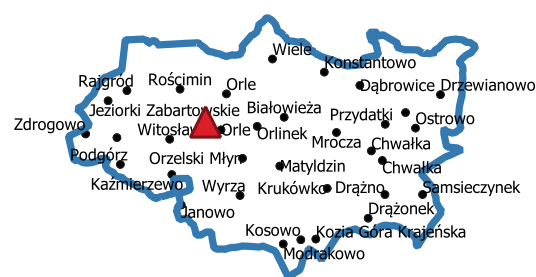 Wiele
Konstantowo
Rajgród
Rościmin
Orle
Dąbrowice
Drzewianowo
Jeziorki Zabartowskie
Białowieża
Przydatki
Ostrowo
Zdrogowo
Witosław
Orle
Orlinek
Mrocza
Chwałka
Podgórz
Orzelski Młyn
Matyldzin
Chwałka
Kaźmierzewo
Wyrza
Krukówko
Drążno
Samsieczynek
Janowo
Drążonek
Kosowo
Kozia Góra Krajeńska
Modrakowo